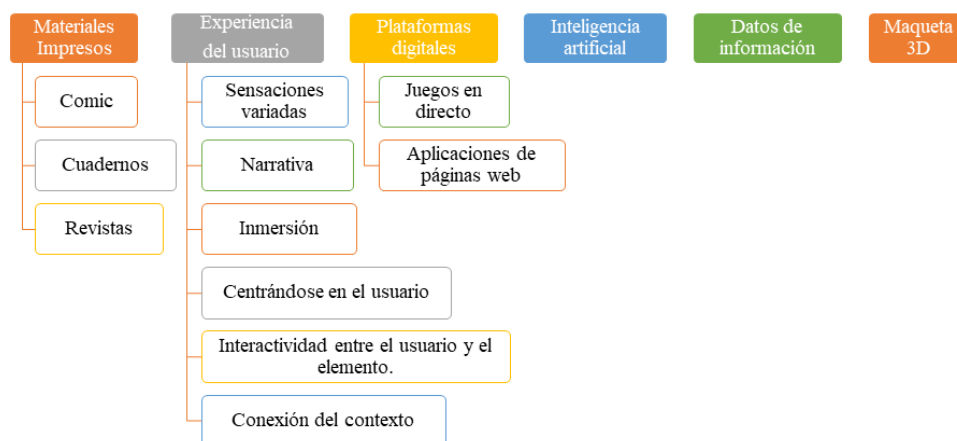 Materiales
Impresos
Comic
Cuadernos
Revistas
Experiencia
del usuario
Sensaciones
variadas
Narrativa
Inmersión
Centrándose en el usuario
Interactividad entre el usuario y el
elemento.
Conexión del contexto
Plataformas
digitales
Juegos en
directo
Aplicaciones de
páginas web
Inteligencia
artificial
Datos de
información
Maqueta
3D